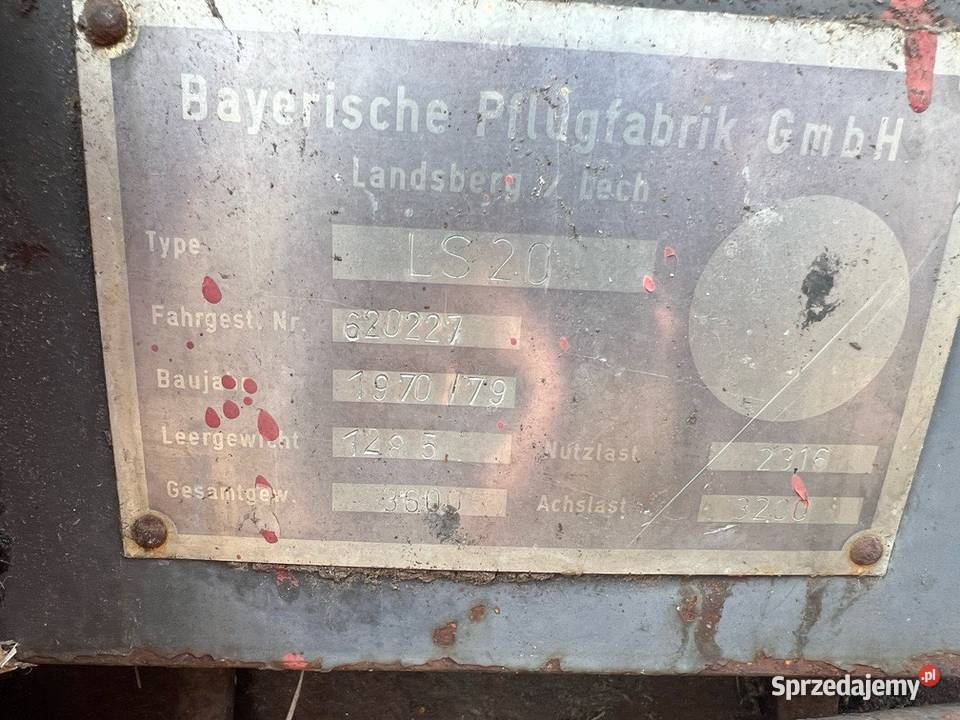 Bayerische Pflugfabrik GmbH
Landsberg / Lech
Type LS 20
Fahrgest. Nr. 620227
Baujahr 1970/79
Leergewicht
Nutzlast 2316
Gesamtgew. 3600
Achslast 3200
Sprzedajemy.pl